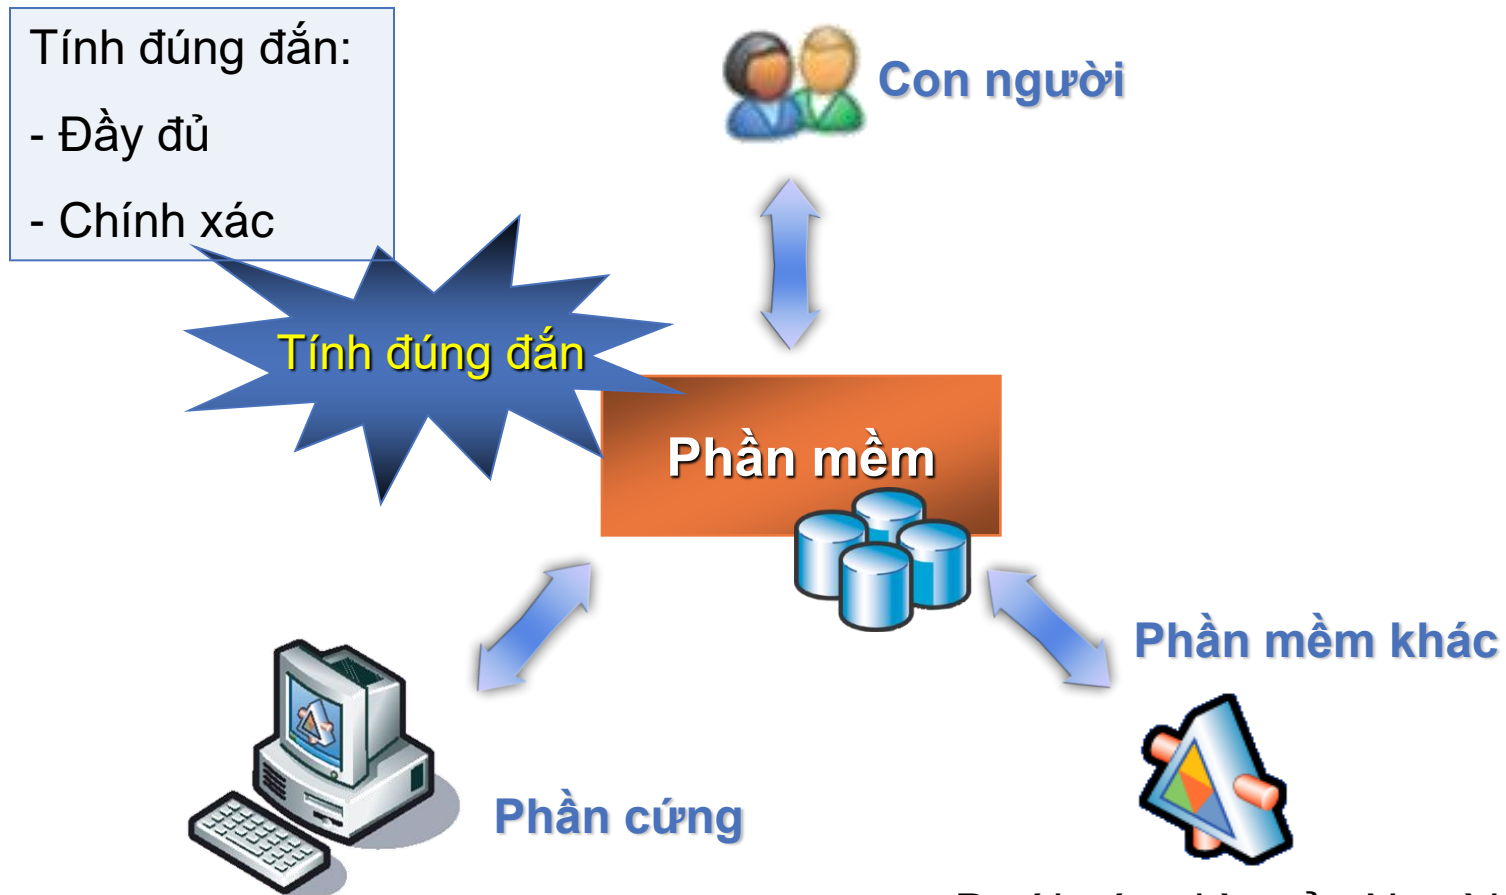 Tính đúng đắn:
- Đầy đủ
- Chính xác
Con người
Tính đúng đắn
Phần mềm
Phần mềm khác
Phần cứng